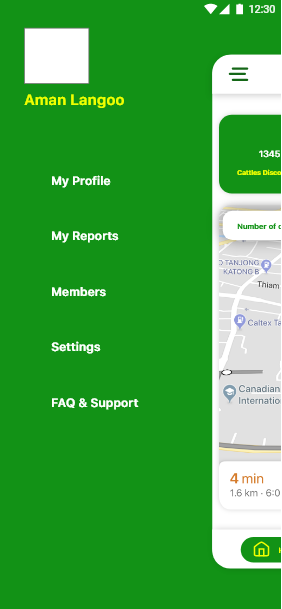 12:30
Aman Langoo
My Profile
My Reports
Members
Settings
FAQ & Support
1345
Cattles Disco
Number of c
TANJONG
KATONG B
Thiam
Caltex Ta
Canadian
Internatio
4 min
1.6 km · 6:0